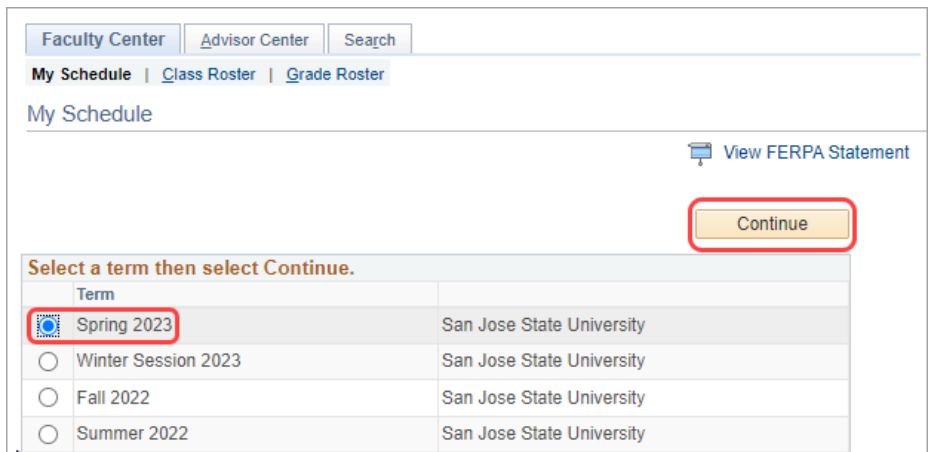 Faculty Center Advisor Center Search
My Schedule | Class Roster | Grade Roster
My Schedule
View FERPA Statement
Continue
Select a term then select Continue.
Term
Spring 2023 San Jose State University
Winter Session 2023 San Jose State University
Fall 2022 San Jose State University
Summer 2022 San Jose State University